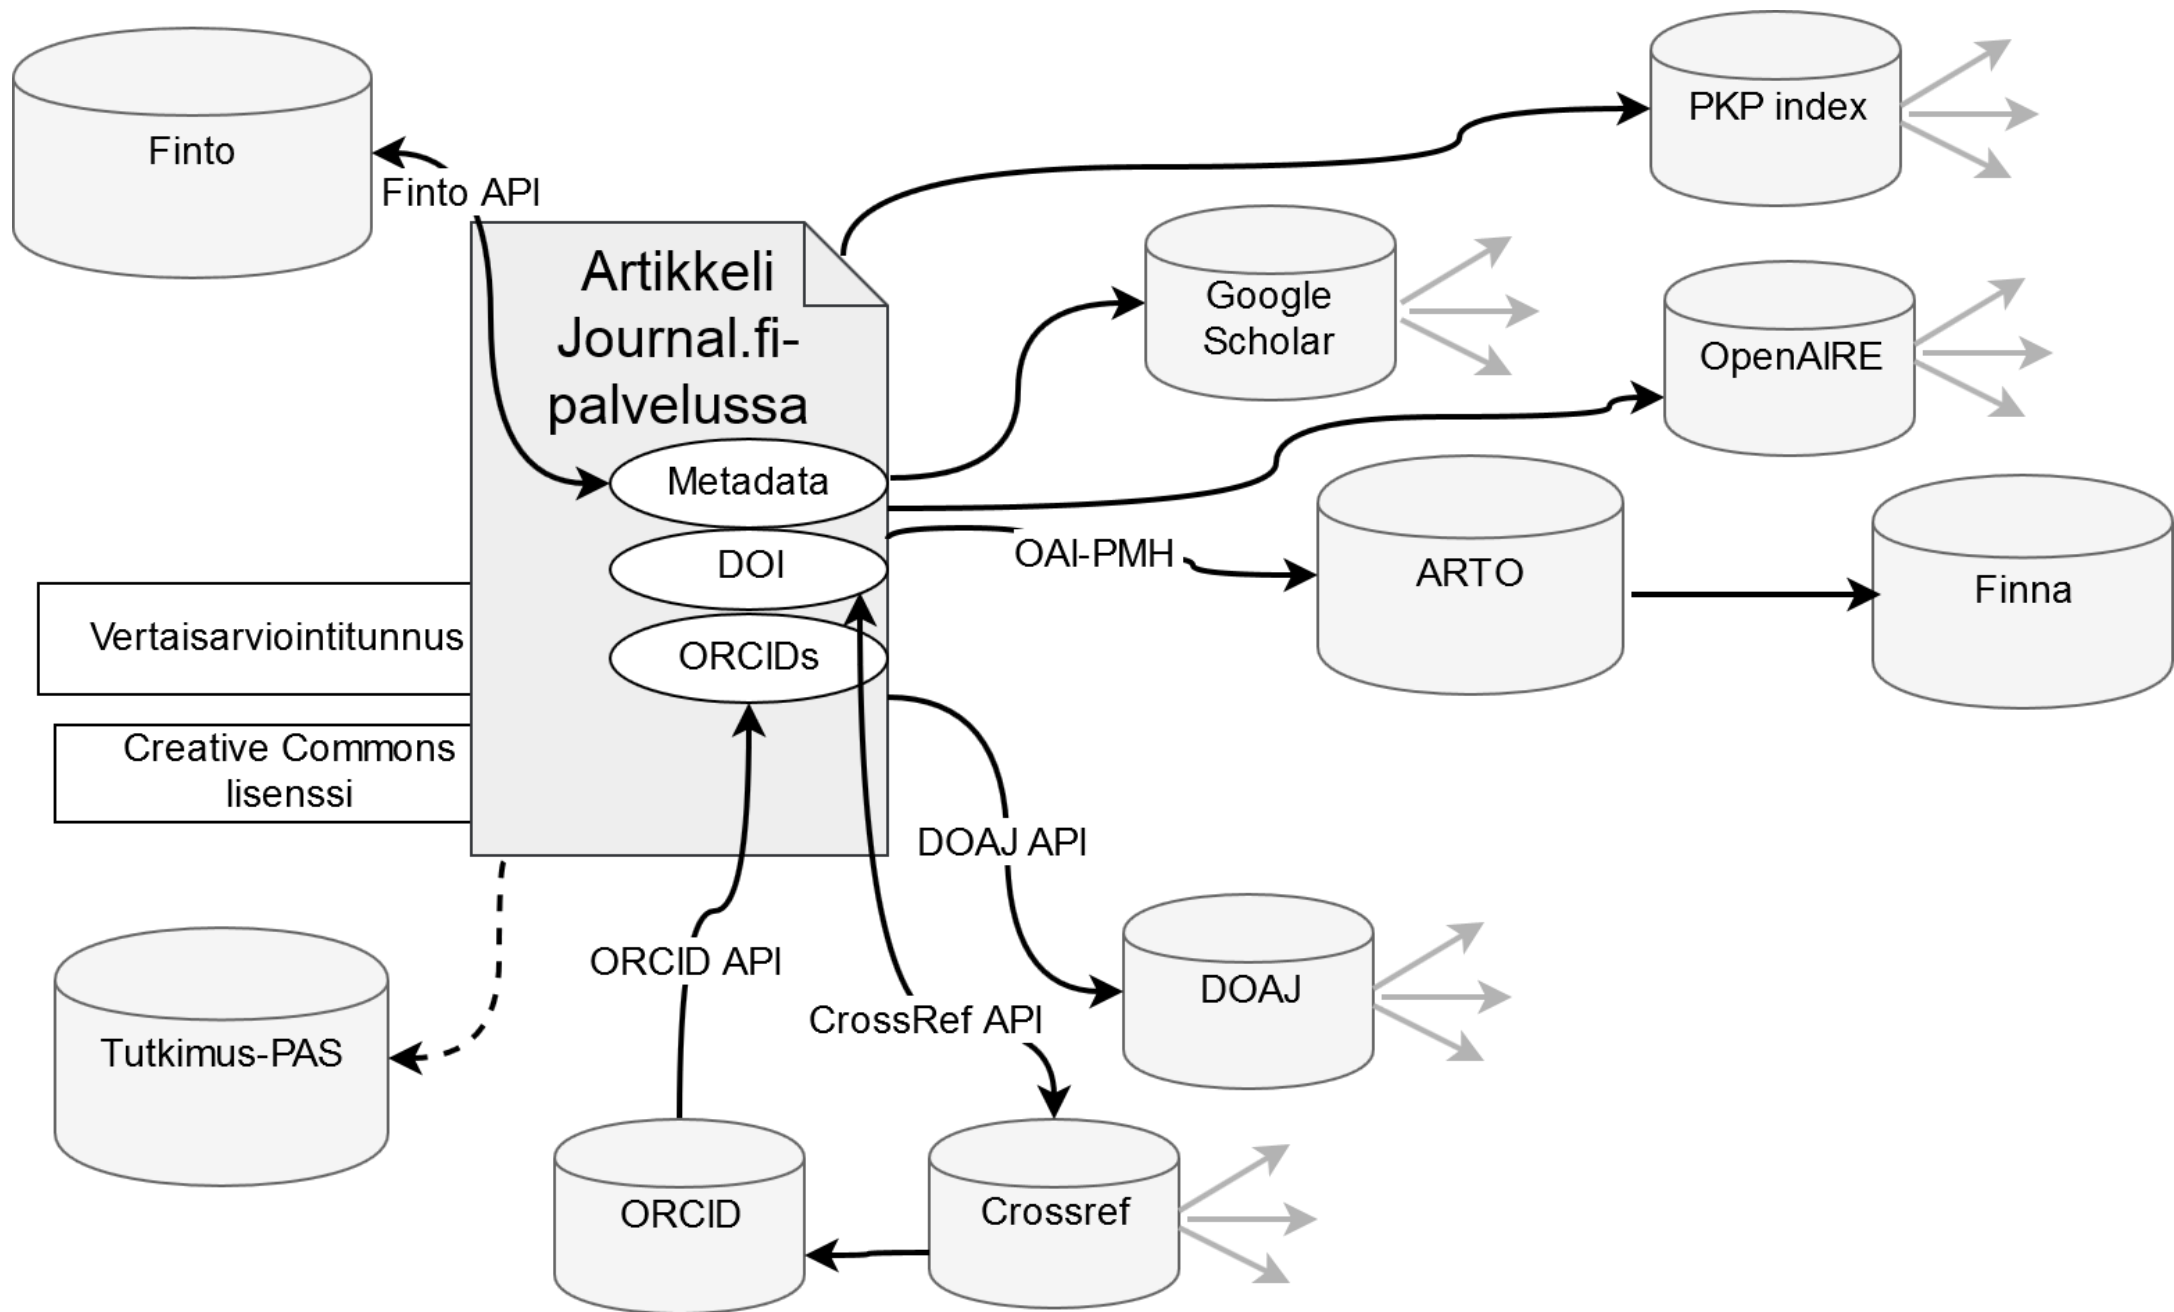 Finto
PKP index
Finto API
Artikkeli
Journal.fi-
palvelussa
Google
Scholar
OpenAIRE
Metadata
DOI
ORCIDs
OAI-PMH
ARTO
Finna
Vertaisarviointitunnus
Creative Commons
lisenssi
DOAJ API
ORCID API
CrossRef API
DOAJ
Tutkimus-PAS
ORCID
Crossref